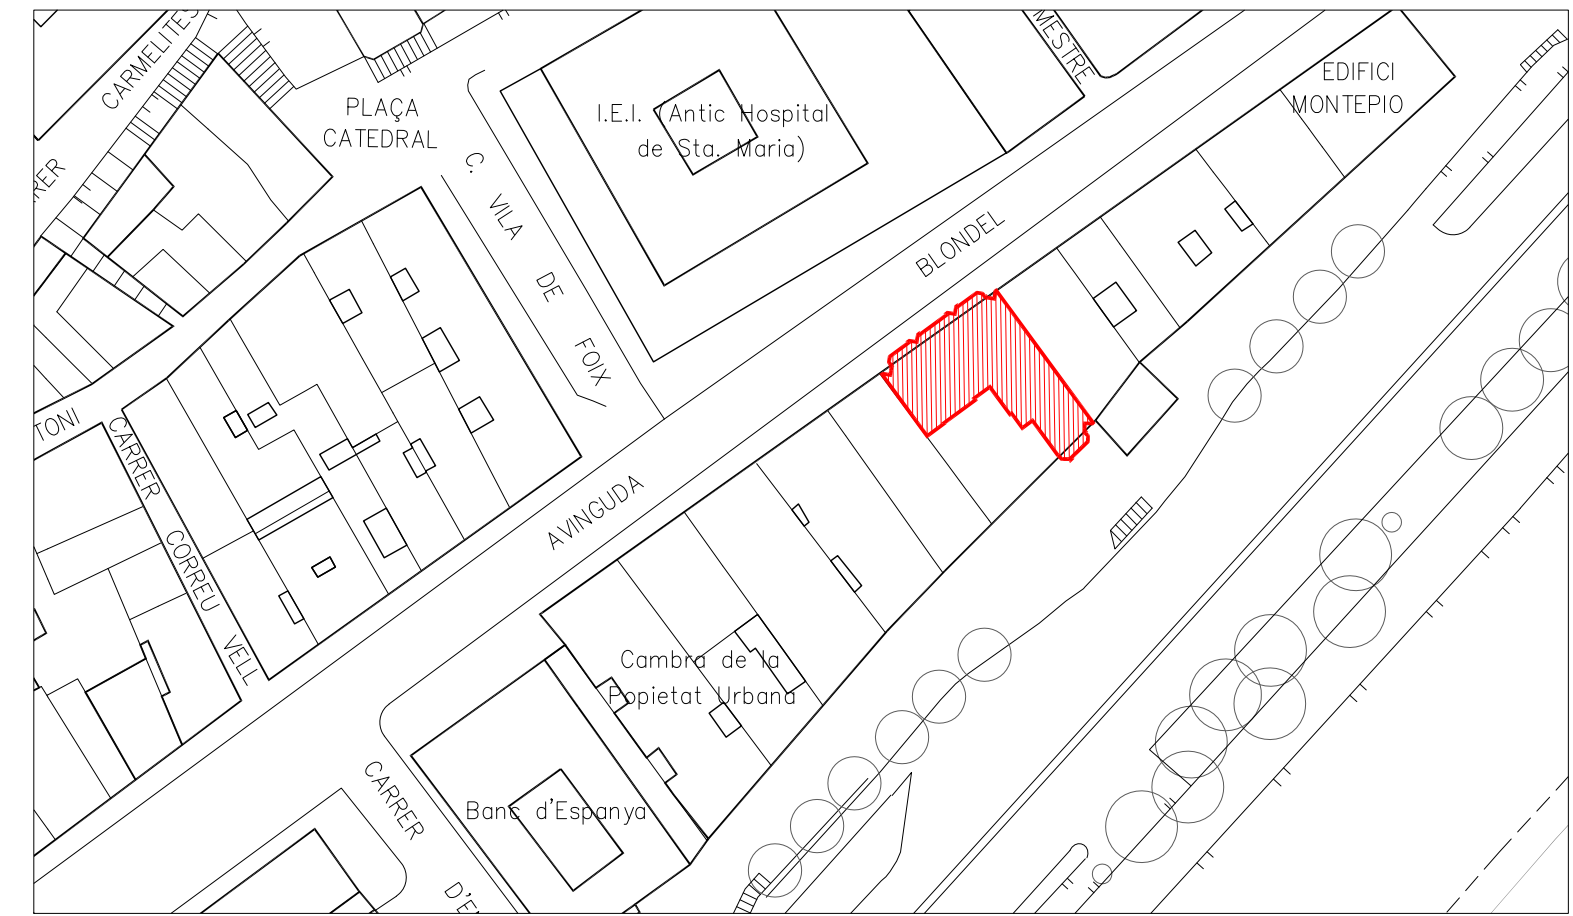 CARMELITES
PLAÇA
CATEDRAL
C. VILA DE FOIX
I.E.I. (Antic Hospital
de Sta. Maria)
MESTRE
EDIFICI
MONTEPIO
RER
BLONDEL
AVINGUDA
TONI
CARRER CORREU VELL
Cambra de la
Popietat Urbana
Banc d'Espanya
CARRER